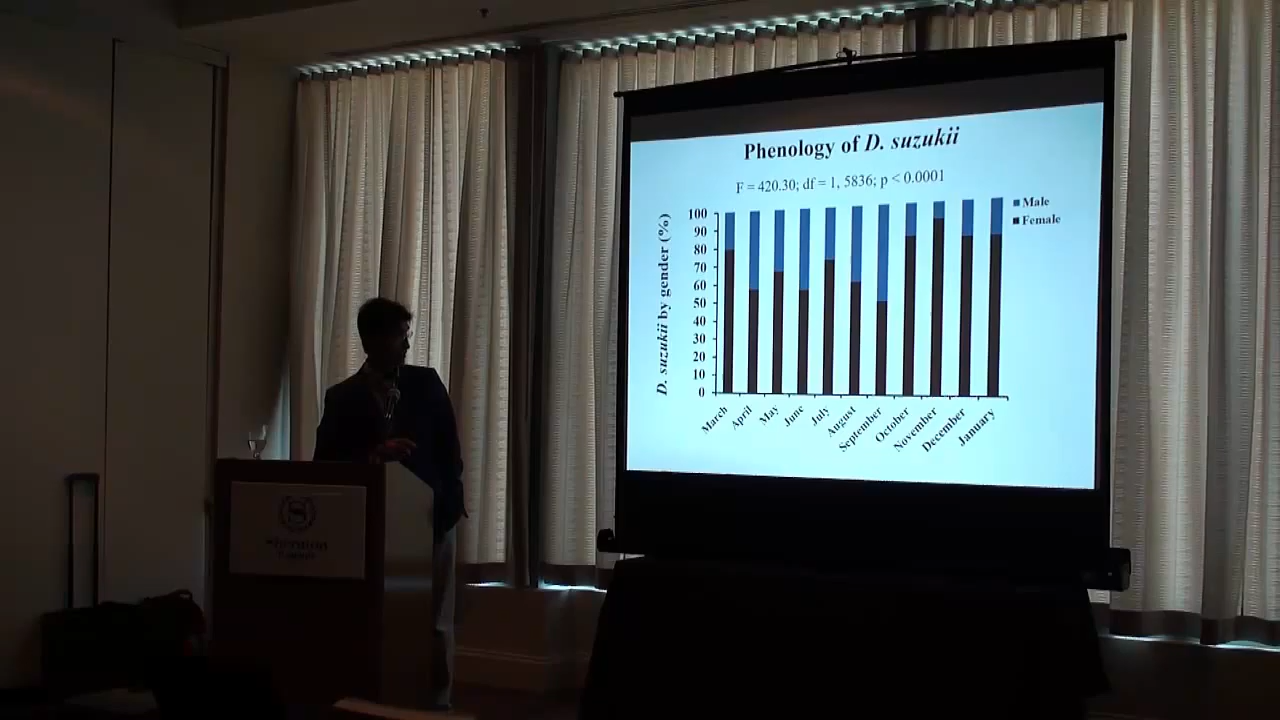 Phenology of D. suzukii
F = 420.30; df = 1, 5836; p < 0.0001
Male
Female
D. suzukii by gender (%)
100
90
80
70
60
50
40
30
20
10
0
March
April
May
June
July
August
September
October
November
December
January
S
Sheraton